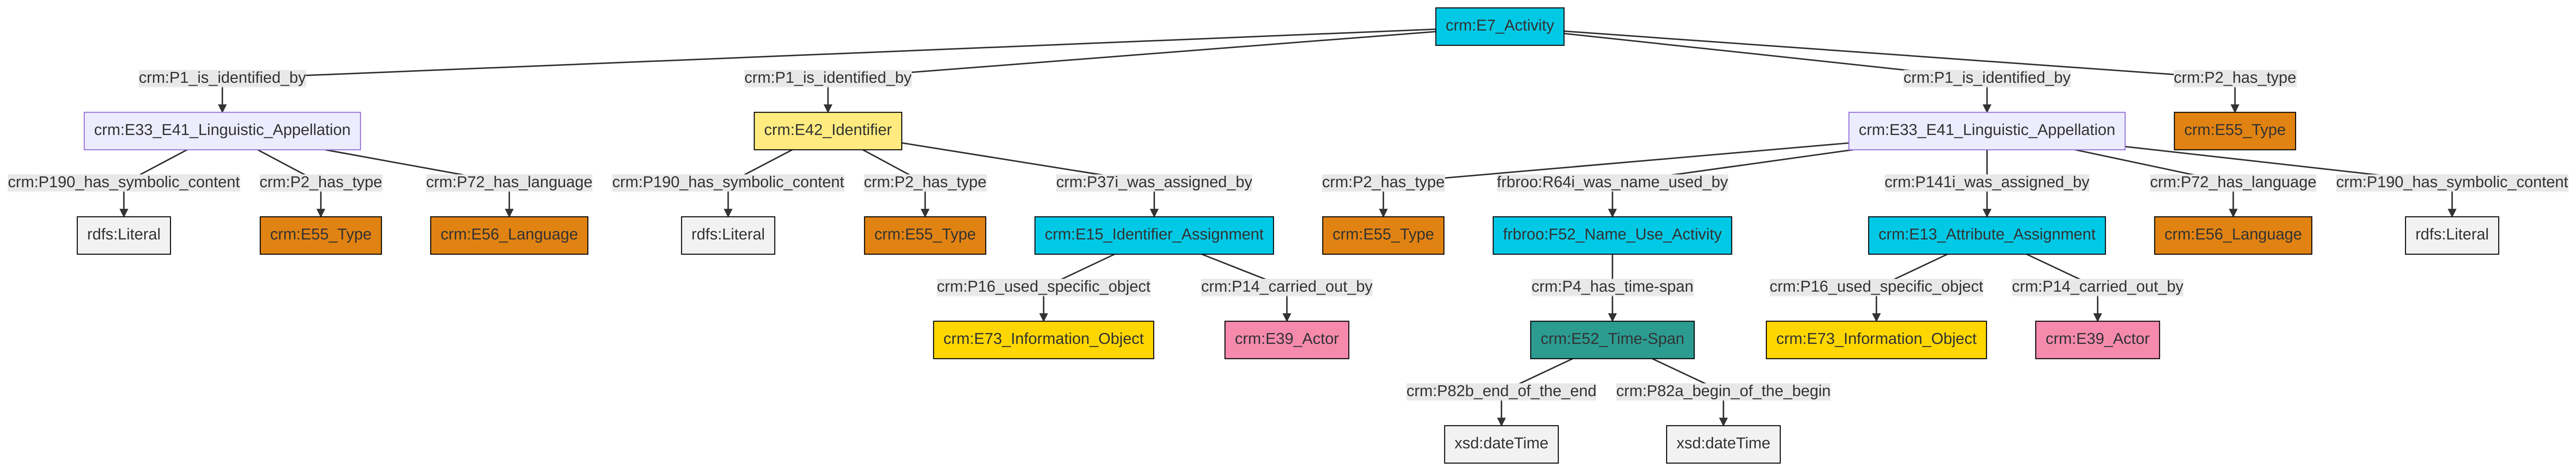 crm:E7_Activity
crm:P1_is_identified_by crm:P1_is_identified_by crm:P1_is_identified_by crm:P2_has_type
crm:E33_E41_Linguistic_Appellation crm:E42_Identifier crm:E33_E41_Linguistic_Appellation crm:E55_Type
crm:P190_has_symbolic_content crm:P2_has_type crm:P72_has_language crm:P190_has_symbolic_content crm:P2_has_type crm:P37i_was_assigned_by crm:P2_has_type frbroo:R64i_was_name_used_by crm:P141i_was_assigned_by crm:P72_has_language crm:P190_has_symbolic_content
rdfs:Literal crm:E55_Type crm:E56_Language rdfs:Literal crm:E55_Type crm:E15_Identifier_Assignment crm:E55_Type frbroo:F52_Name_Use_Activity crm:E13_Attribute_Assignment crm:E56_Language rdfs:Literal
crm:P16_used_specific_object crm:P14_carried_out_by crm:P4_has_time-span crm:P16_used_specific_object crm:P14_carried_out_by
crm:E73_Information_Object crm:E39_Actor crm:E52_Time-Span crm:E73_Information_Object crm:E39_Actor
crm:P82b_end_of_the_end crm:P82a_begin_of_the_begin
xsd:dateTime xsd:dateTime